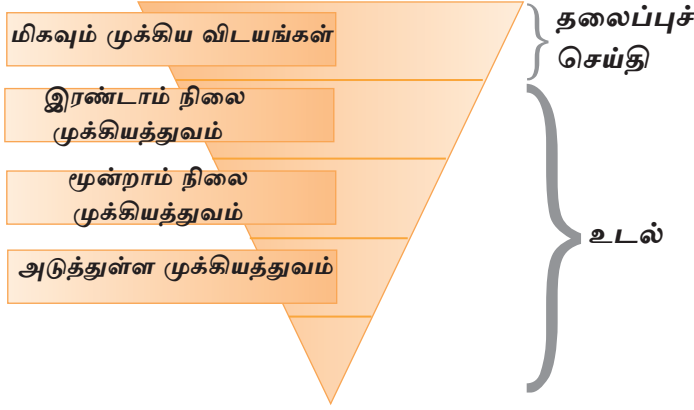 மிகவும் முக்கிய விடயங்கள்
தலைப்புச்
செய்தி
இரண்டாம் நிலை
முக்கியத்துவம்
மூன்றாம் நிலை
முக்கியத்துவம்
உடல்
அடுத்துள்ள முக்கியத்துவம்